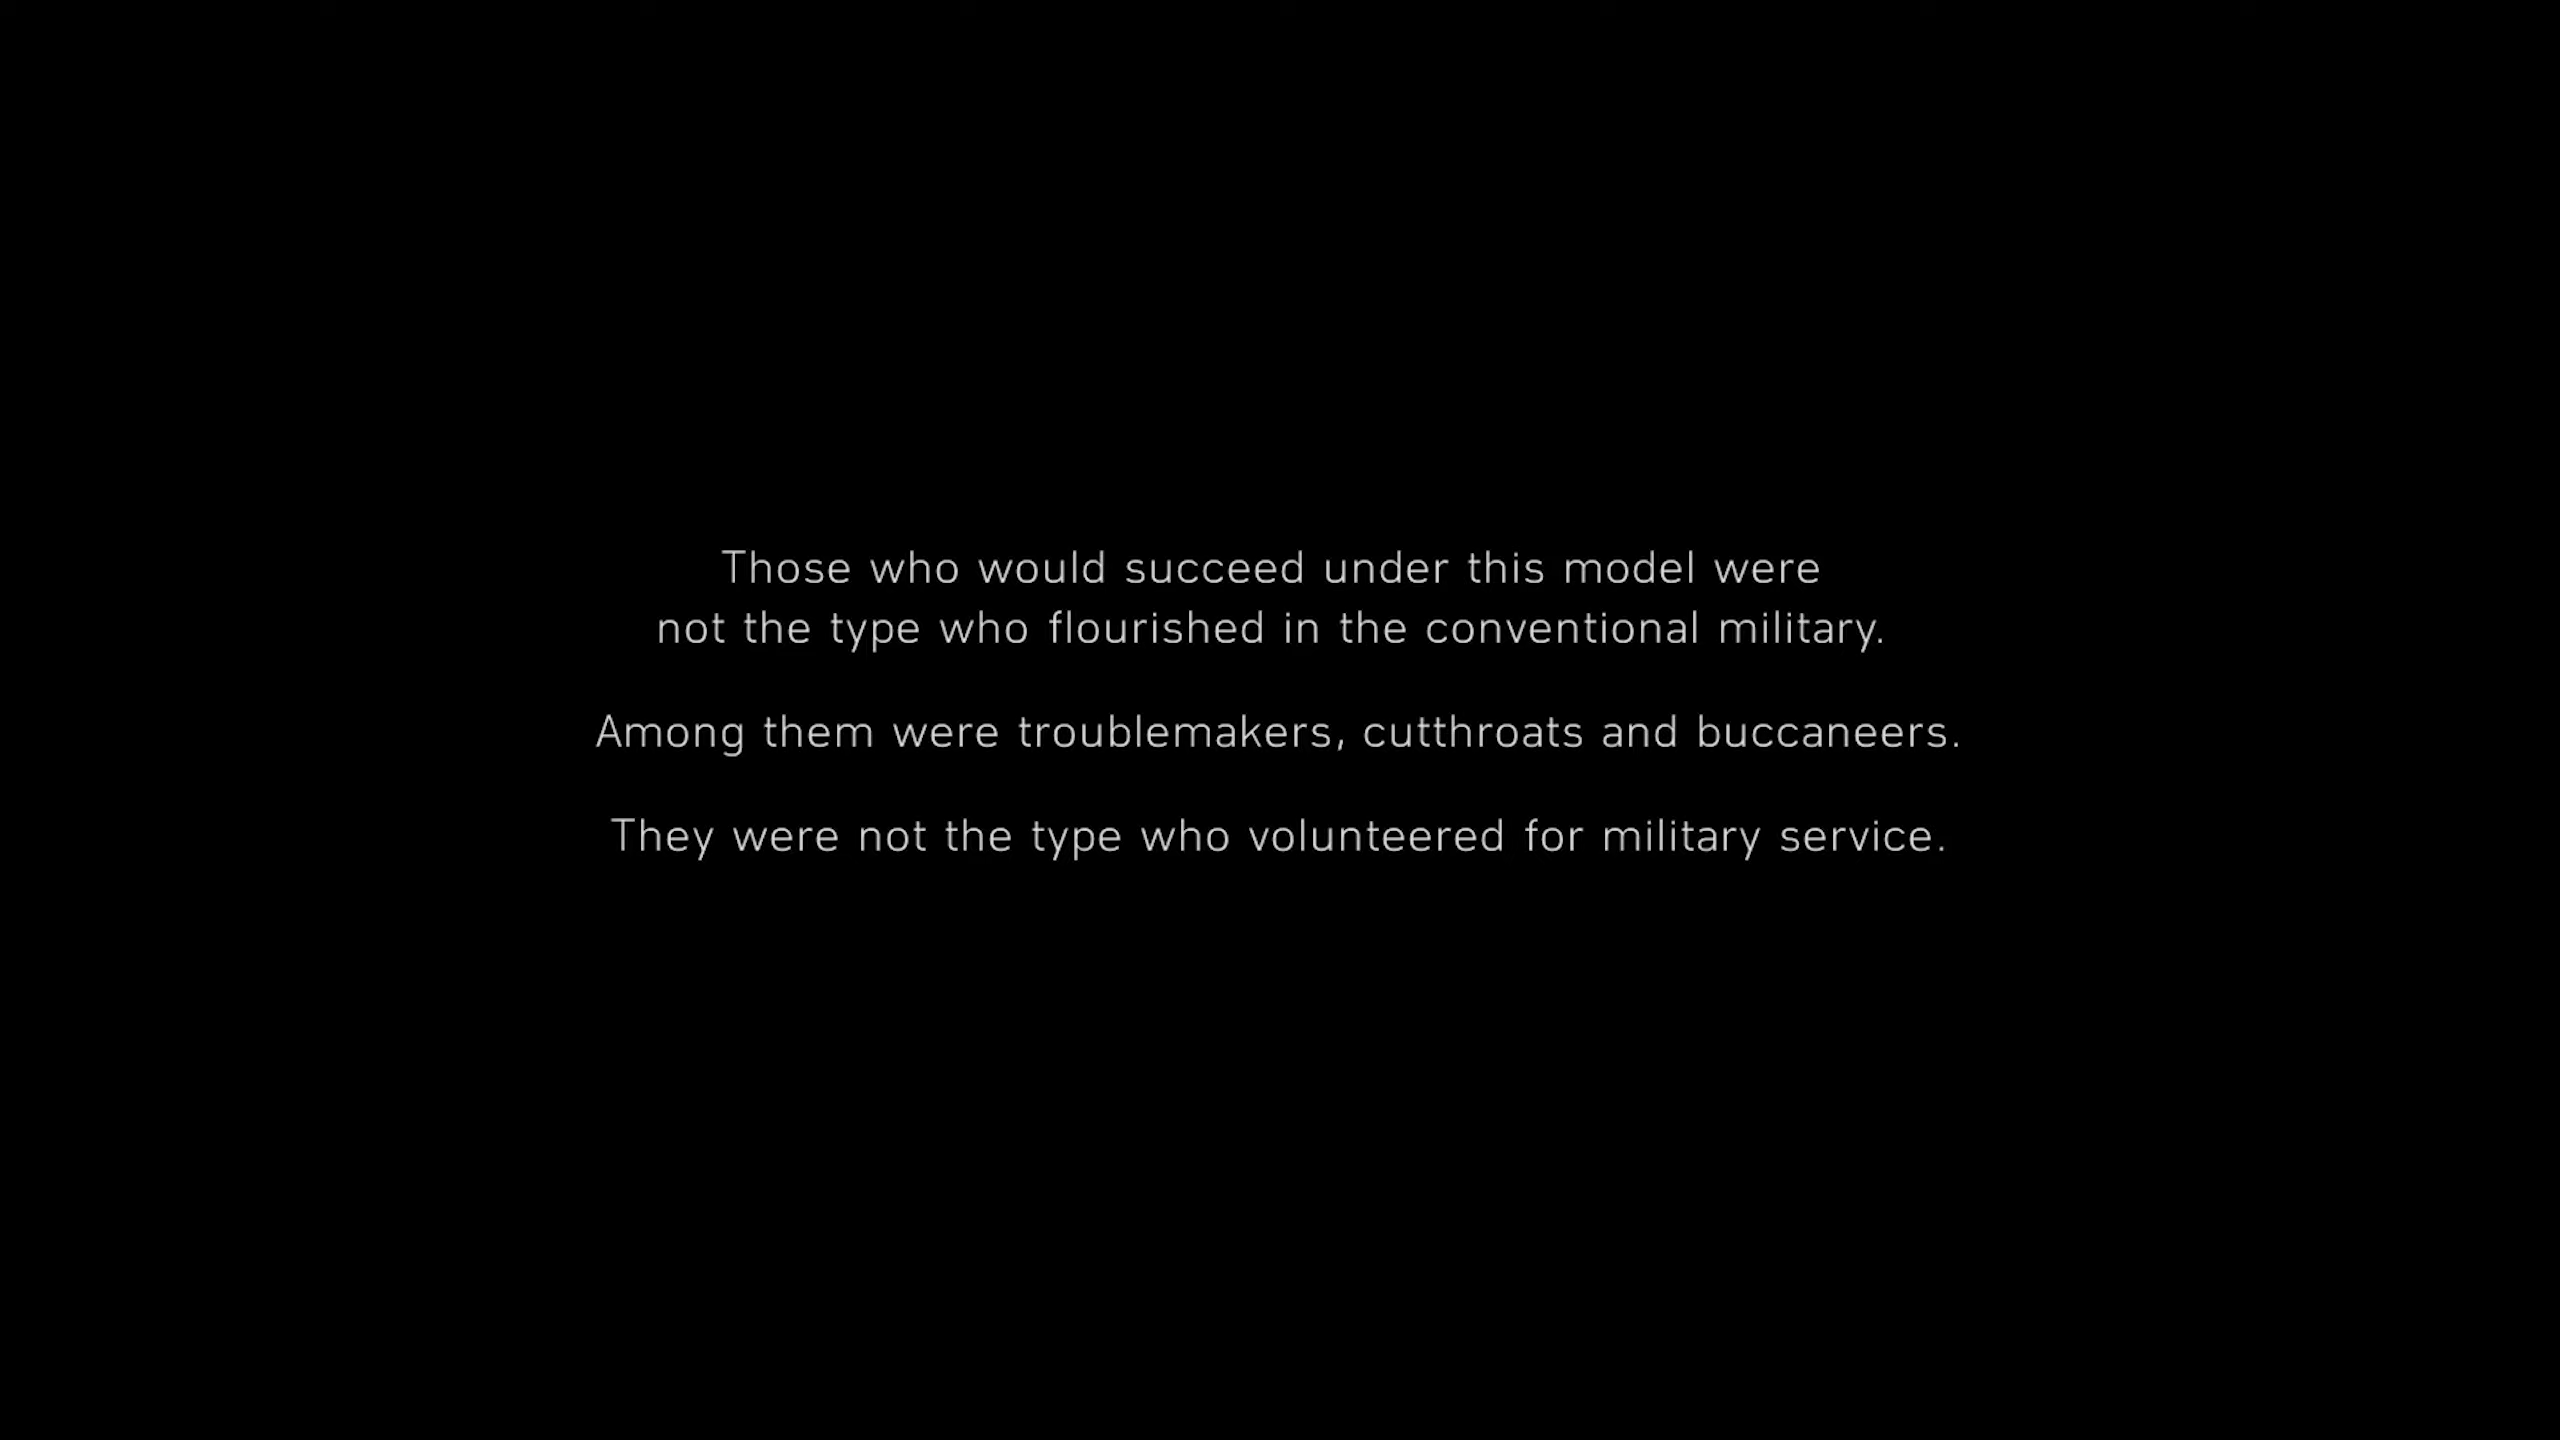 Those who would succeed under this model were
not the type who flourished in the conventional military.
Among them were troublemakers, cutthroats and buccaneers.
They were not the type who volunteered for military service.